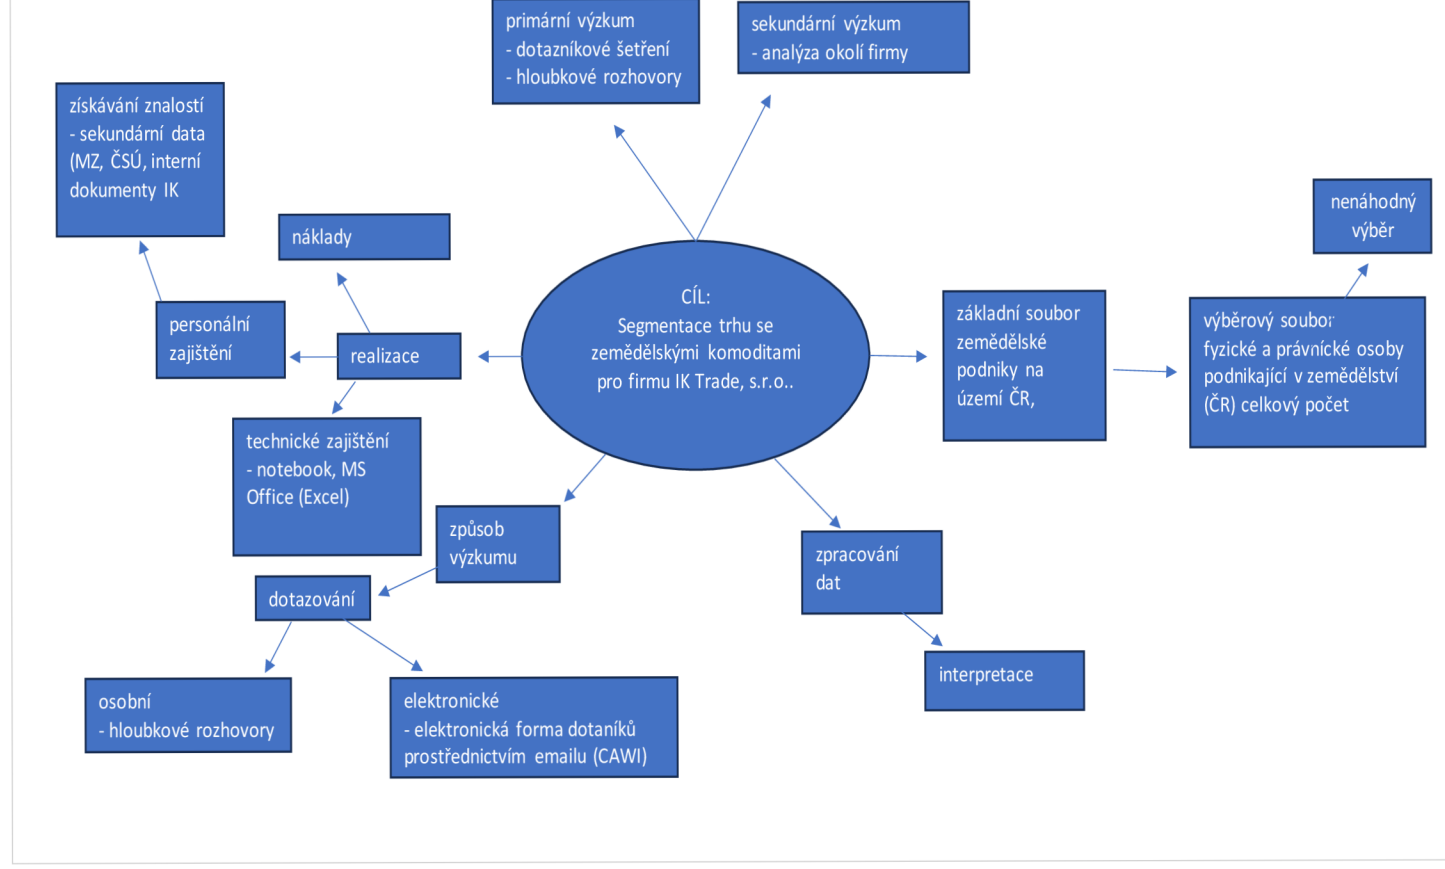 primární výzkum
- dotazníkové šetření
- hloubkové rozhovory
sekundární výzkum
- analýza okolí firmy
získávání znalostí
- sekundární data
(MZ, ČSÚ, interní
dokumenty IK
nenáhodný
výběr
náklady
CÍL:
Segmentace trhu se
zemědělskými komoditami
pro firmu IK Trade, s.r.o..
základní soubor
zemědělské
podniky na
území ČR,
výběrový soubor
fyzické a právnícké osoby
podnikající v zemědělství
(ČR) celkový počet
personální
zajištění
realizace
technické zajištění
- notebook, MS
Office (Excel)
způsob
výzkumu
zpracování
dat
dotazování
interpretace
osobní
- hloubkové rozhovory
elektronické
- elektronická forma dotaníků
prostřednictvím emailu (CAWI)